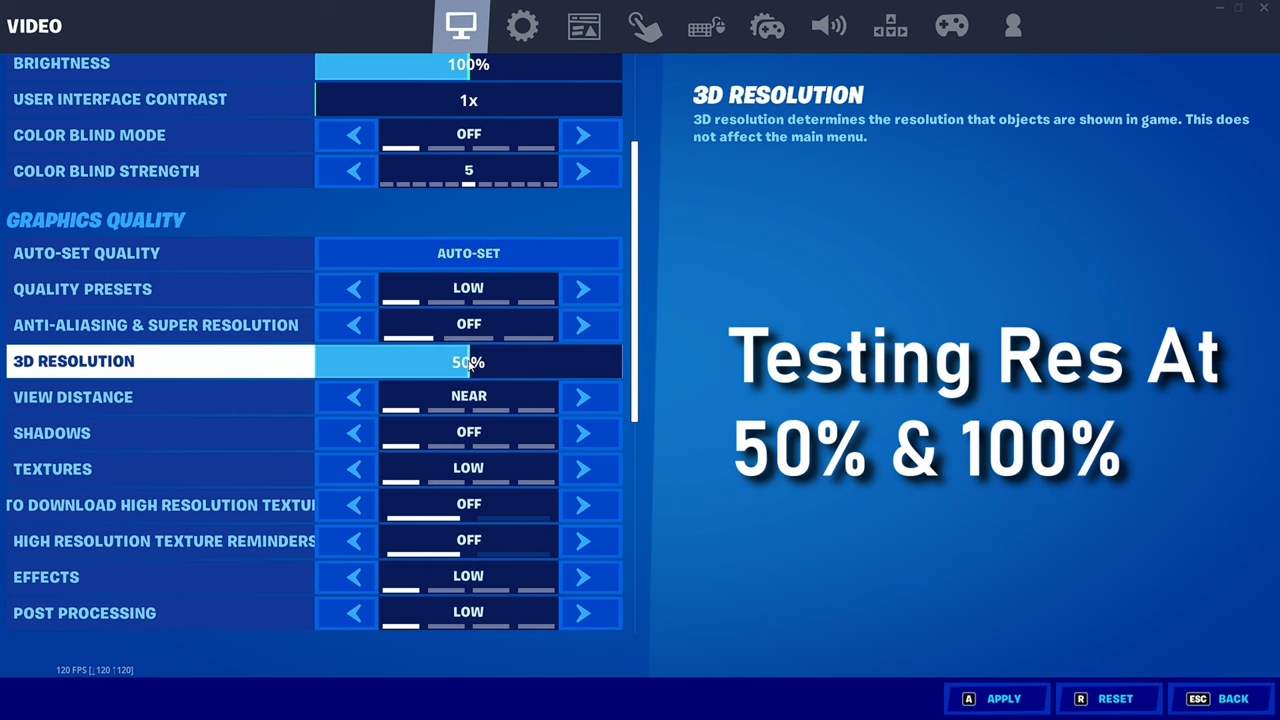 VIDEO
BRIGHTNESS 100%
USER INTERFACE CONTRAST 1x
COLOR BLIND MODE OFF
COLOR BLIND STRENGTH 5
GRAPHICS QUALITY
AUTO-SET QUALITY AUTO-SET
QUALITY PRESETS LOW
ANTI-ALIASING & SUPER RESOLUTION OFF
3D RESOLUTION 50%
VIEW DISTANCE NEAR
SHADOWS OFF
TEXTURES LOW
TO DOWNLOAD HIGH RESOLUTION TEXTU OFF
HIGH RESOLUTION TEXTURE REMINDERS OFF
EFFECTS LOW
POST PROCESSING LOW
120 FPS [↓120 ↑120]
3D RESOLUTION
3D resolution determines the resolution that objects are shown in game. This does
not affect the main menu.
Testing Res At
50% & 100%
A APPLY
R RESET
ESC BACK